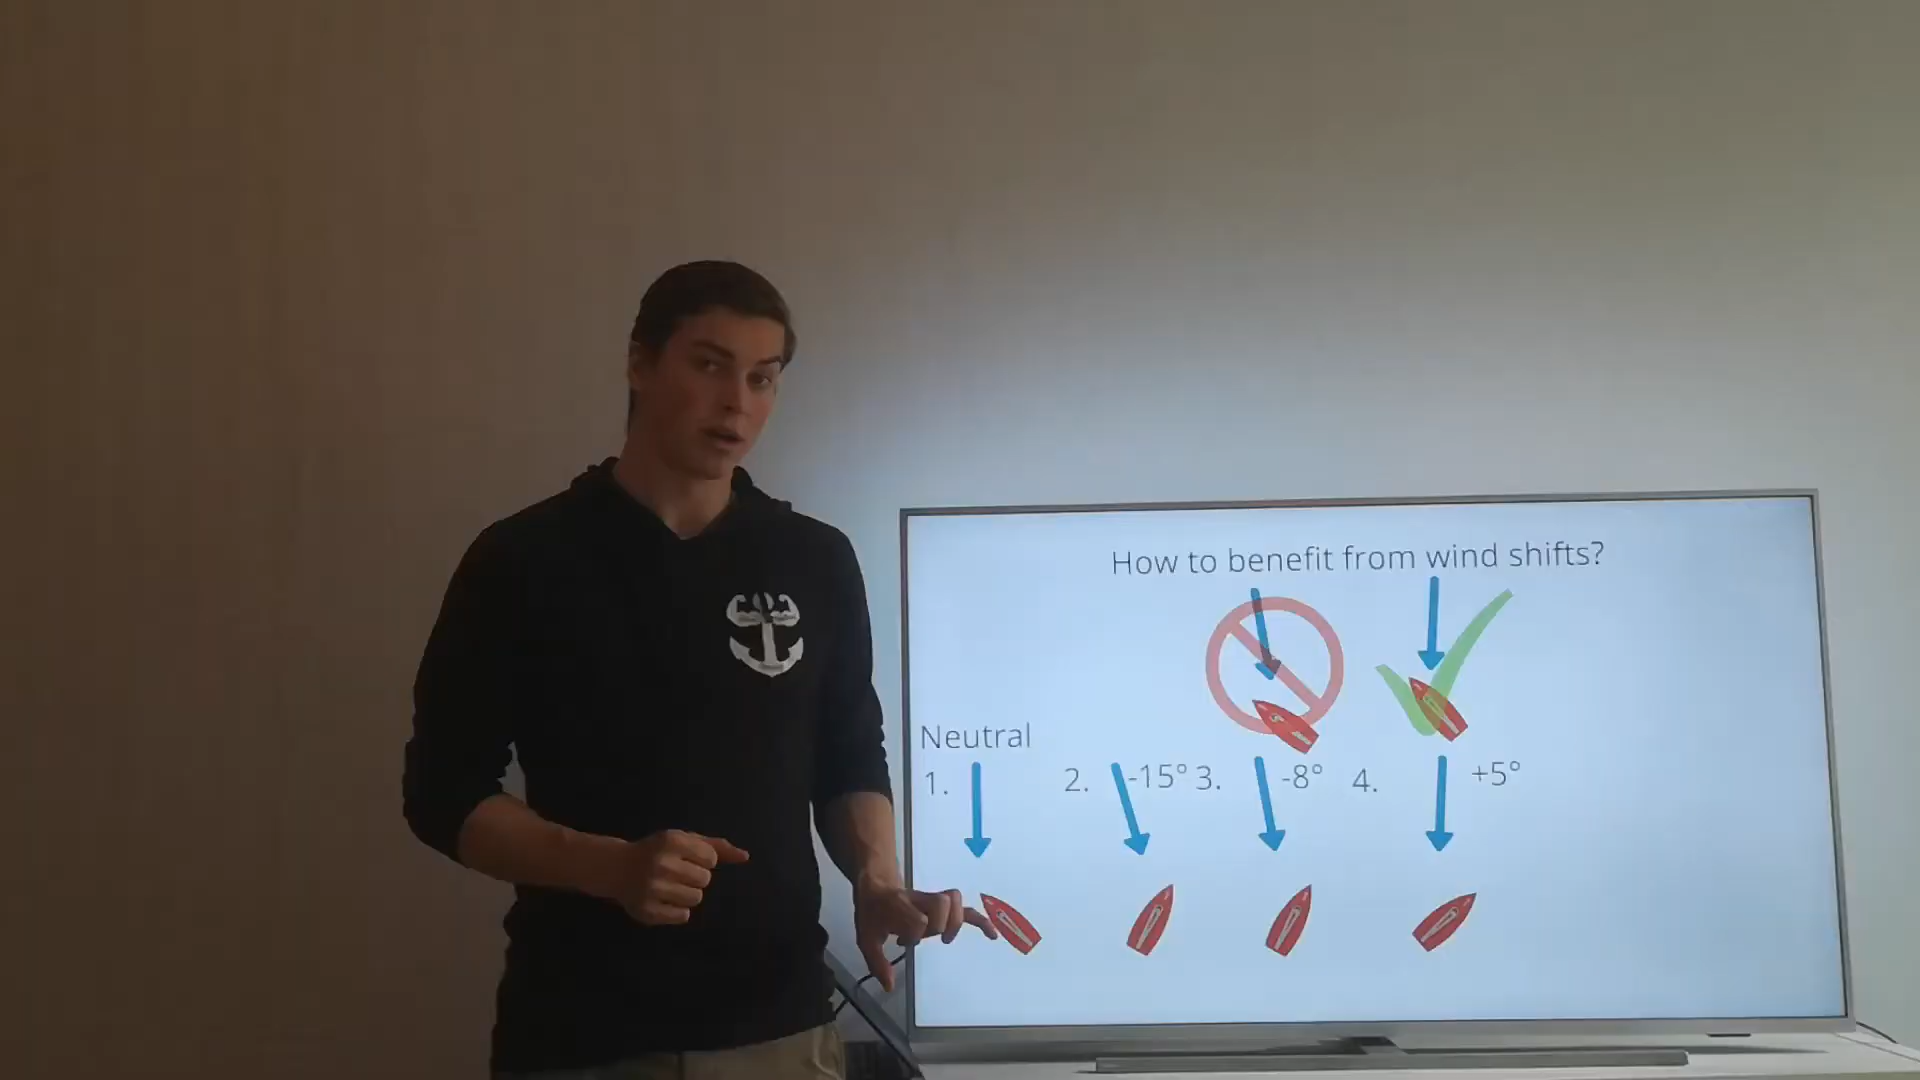 How to benefit from wind shifts?
Neutral
1.
2. -15° 3. -8° 4. +5°